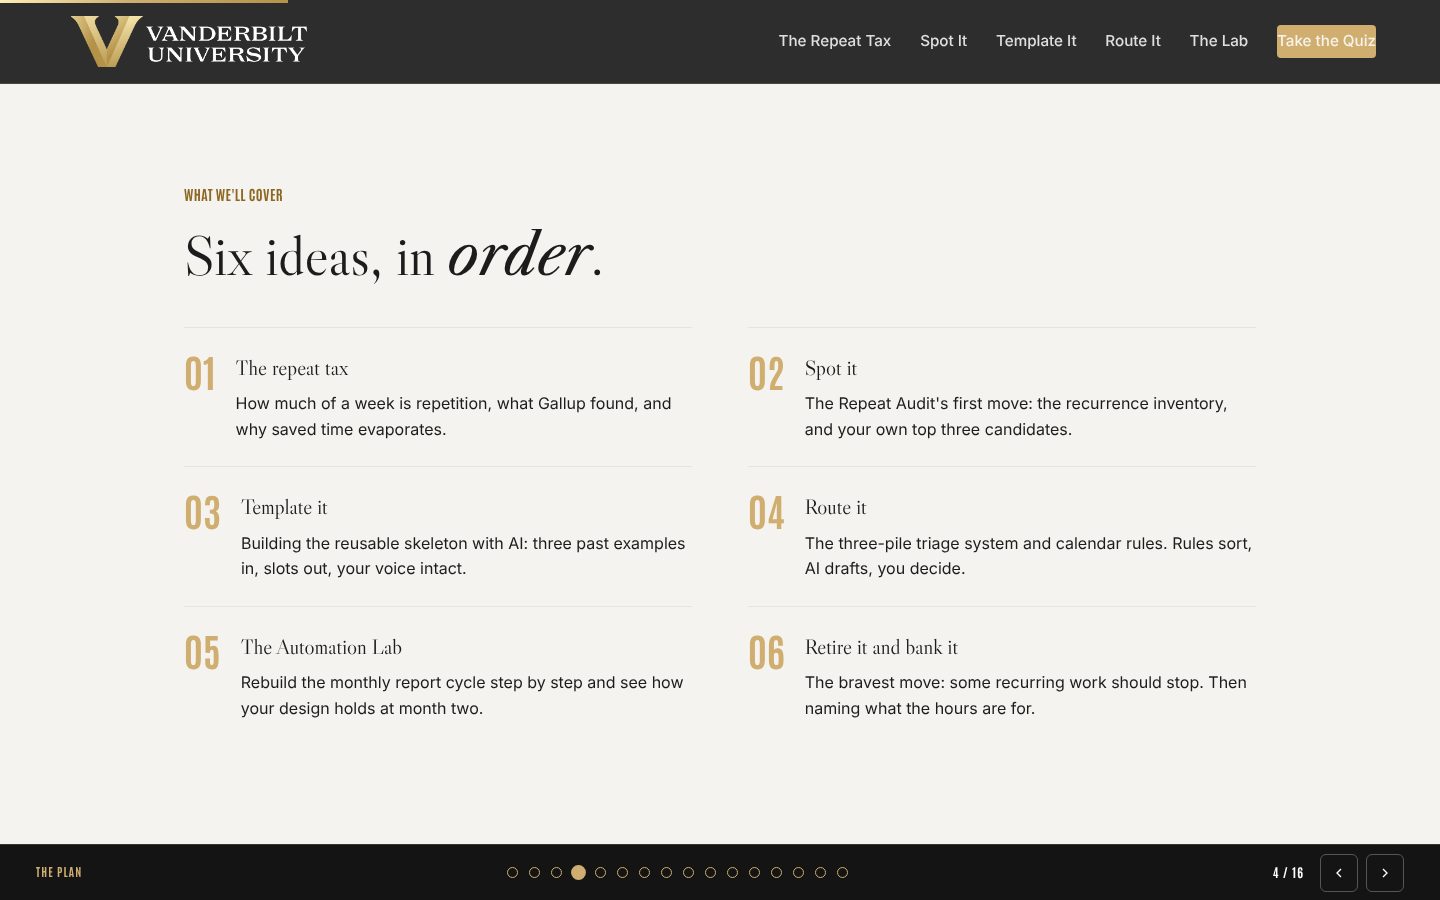 VANDERBILT
UNIVERSITY
The Repeat Tax
Spot It
Template It
Route It
The Lab
Take the Quiz
WHAT WE'LL COVER
Six ideas, in order.
01
The repeat tax
How much of a week is repetition, what Gallup found, and
why saved time evaporates.
02
Spot it
The Repeat Audit's first move: the recurrence inventory,
and your own top three candidates.
03
Template it
Building the reusable skeleton with AI: three past examples
in, slots out, your voice intact.
04
Route it
The three-pile triage system and calendar rules. Rules sort,
AI drafts, you decide.
05
The Automation Lab
Rebuild the monthly report cycle step by step and see how
your design holds at month two.
06
Retire it and bank it
The bravest move: some recurring work should stop. Then
naming what the hours are for.
THE PLAN
4 / 16